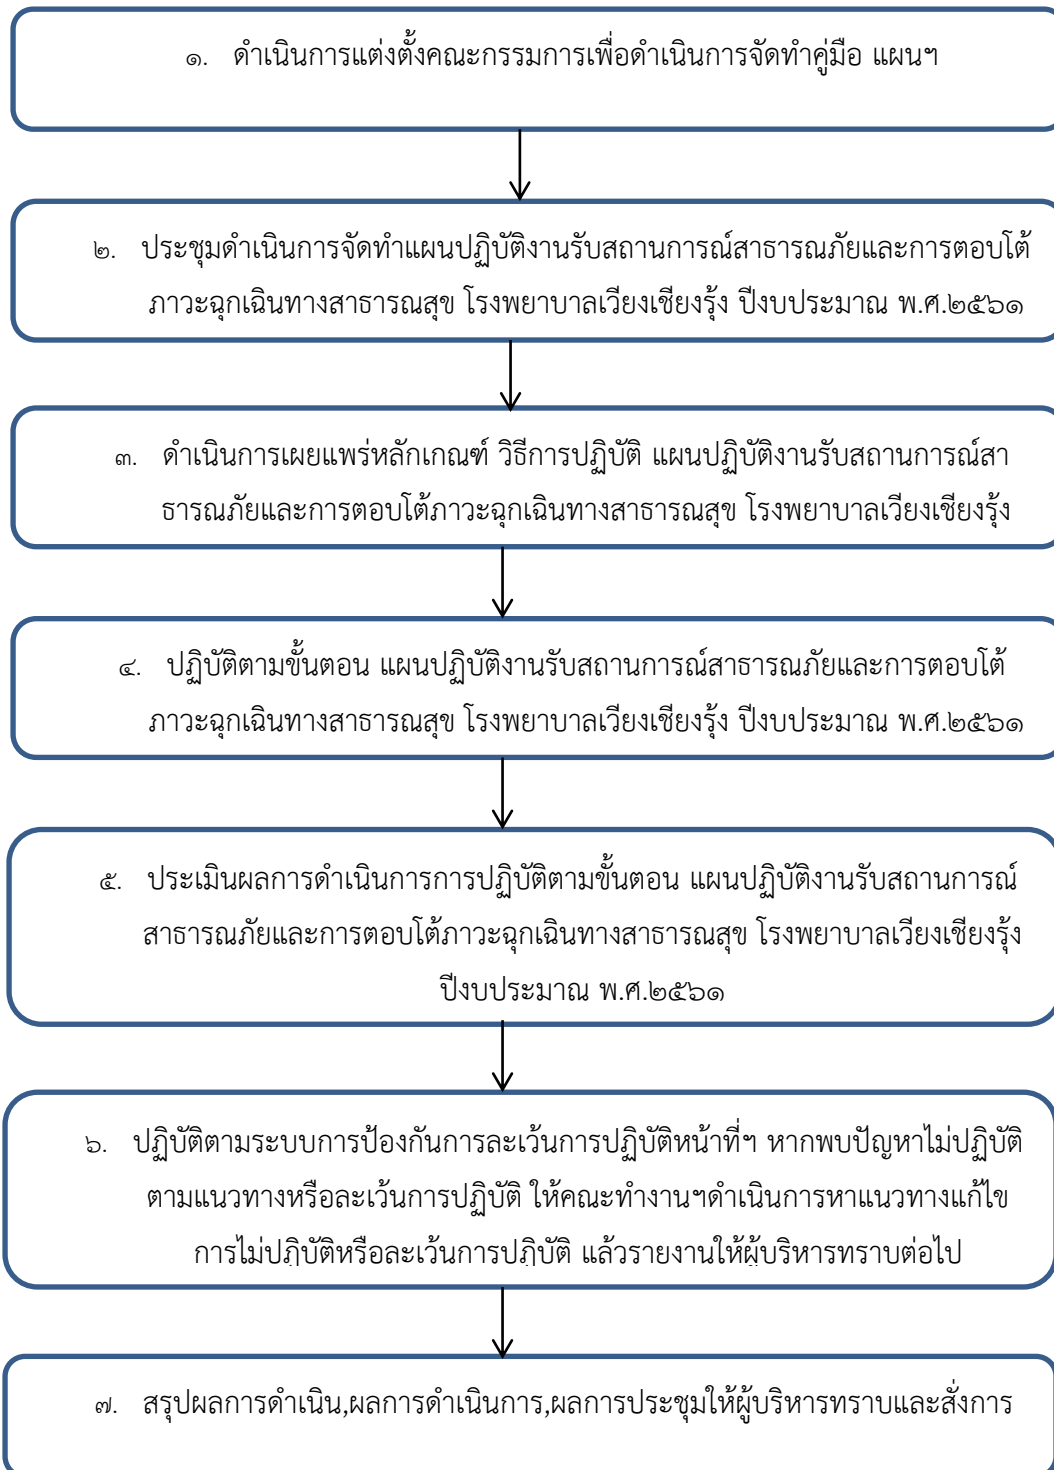 ๑. ดำเนินการแต่งตั้งคณะกรรมการเพื่อดำเนินการจัดทำคู่มือ แผนฯ
๒. ประชุมดำเนินการจัดทำแผนปฏิบัติงานรับสถานการณ์สาธารณภัยและการตอบโต้
ภาวะฉุกเฉินทางสาธารณสุข โรงพยาบาลเวียงเชียงรุ้ง ปีงบประมาณ พ.ศ.๒๕๖๑
๓. ดำเนินการเผยแพร่หลักเกณฑ์ วิธีการปฏิบัติ แผนปฏิบัติงานรับสถานการณ์สา
ธารณภัยและการตอบโต้ภาวะฉุกเฉินทางสาธารณสุข โรงพยาบาลเวียงเชียงรุ้ง
๔. ปฏิบัติตามขั้นตอน แผนปฏิบัติงานรับสถานการณ์สาธารณภัยและการตอบโต้
ภาวะฉุกเฉินทางสาธารณสุข โรงพยาบาลเวียงเชียงรุ้ง ปีงบประมาณ พ.ศ.๒๕๖๑
๕. ประเมินผลการดำเนินการการปฏิบัติตามขั้นตอน แผนปฏิบัติงานรับสถานการณ์
สาธารณภัยและการตอบโต้ภาวะฉุกเฉินทางสาธารณสุข โรงพยาบาลเวียงเชียงรุ้ง
ปีงบประมาณ พ.ศ.๒๕๖๑
๖. ปฏิบัติตามระบบการป้องกันการละเว้นการปฏิบัติหน้าที่ฯ หากพบปัญหาไม่ปฏิบัติ
ตามแนวทางหรือละเว้นการปฏิบัติ ให้คณะทำงานฯดำเนินการหาแนวทางแก้ไข
การไม่ปฏิบัติหรือละเว้นการปฏิบัติ แล้วรายงานให้ผู้บริหารทราบต่อไป
๗. สรุปผลการดำเนิน,ผลการดำเนินการ,ผลการประชุมให้ผู้บริหารทราบและสั่งการ